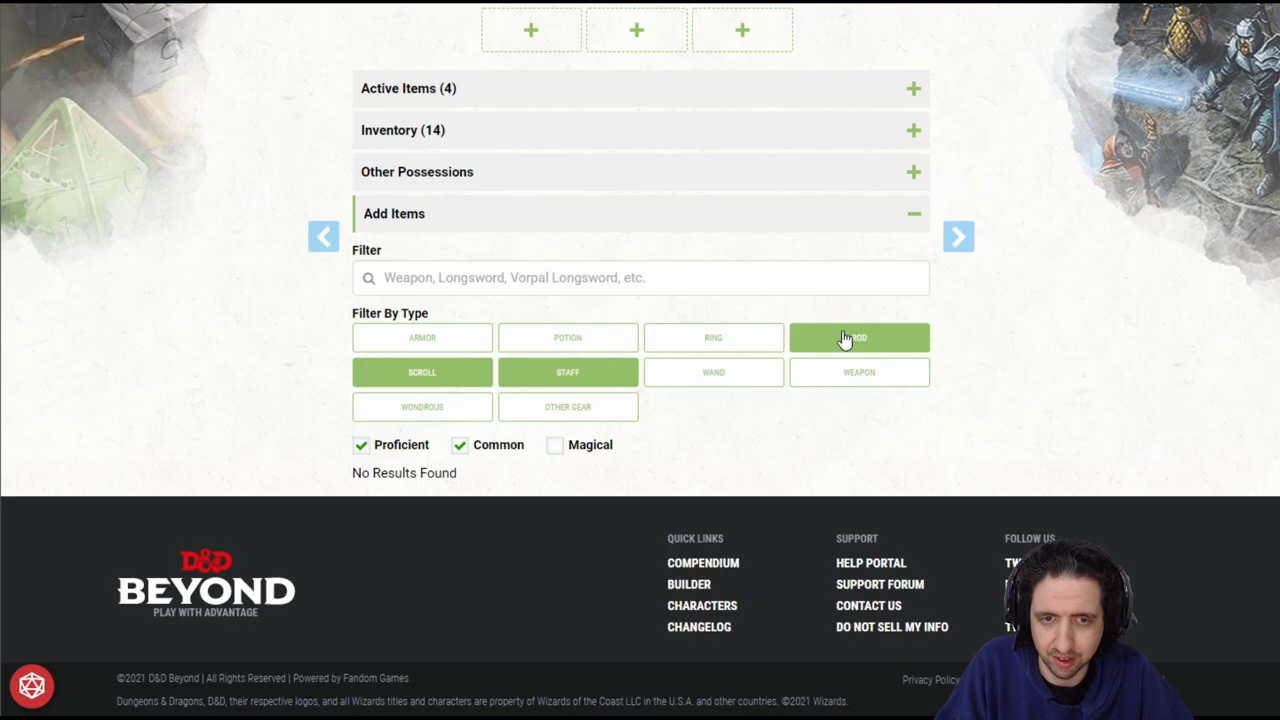 Active Items (4)
Inventory (14)
Other Possessions
Add Items
Filter
Weapon, Longsword, Vorpal Longsword, etc.
Filter By Type
ARMOR POTION RING ROD
SCROLL STAFF WAND WEAPON
WONDROUS OTHER GEAR
Proficient Common Magical
No Results Found
D&D
BEYOND
PLAY WITH ADVANTAGE
QUICK LINKS
COMPENDIUM
BUILDER
CHARACTERS
CHANGELOG
SUPPORT
HELP PORTAL
SUPPORT FORUM
CONTACT US
DO NOT SELL MY INFO
FOLLOW US
©2021 D&D Beyond | All Rights Reserved | Powered by Fandom Games
Privacy Policy
Dungeons & Dragons, D&D, their respective logos, and all Wizards titles and characters are property of Wizards of the Coast LLC in the U.S.A. and other countries. ©2021 Wizards.